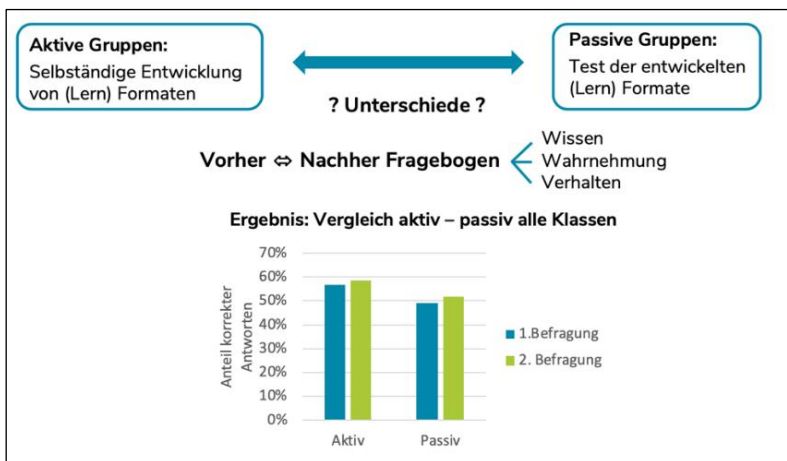 Aktive Gruppen:
Selbständige Entwicklung
von (Lern) Formaten
Passive Gruppen:
Test der entwickelten
(Lern) Formate
? Unterschiede ?
Vorher ⇔ Nachher Fragebogen
Wissen
Wahrnehmung
Verhalten
Ergebnis: Vergleich aktiv – passiv alle Klassen
Anteil korrekter
Antworten
70%
60%
50%
40%
30%
20%
10%
0%
Aktiv
Passiv
1.Befragung
2. Befragung